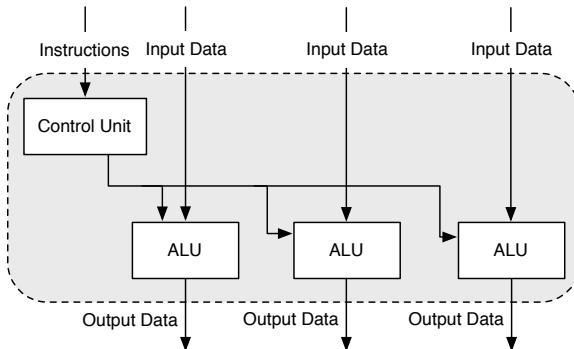 Instructions
Input Data
Input Data
Input Data
Control Unit
ALU
ALU
ALU
Output Data
Output Data
Output Data